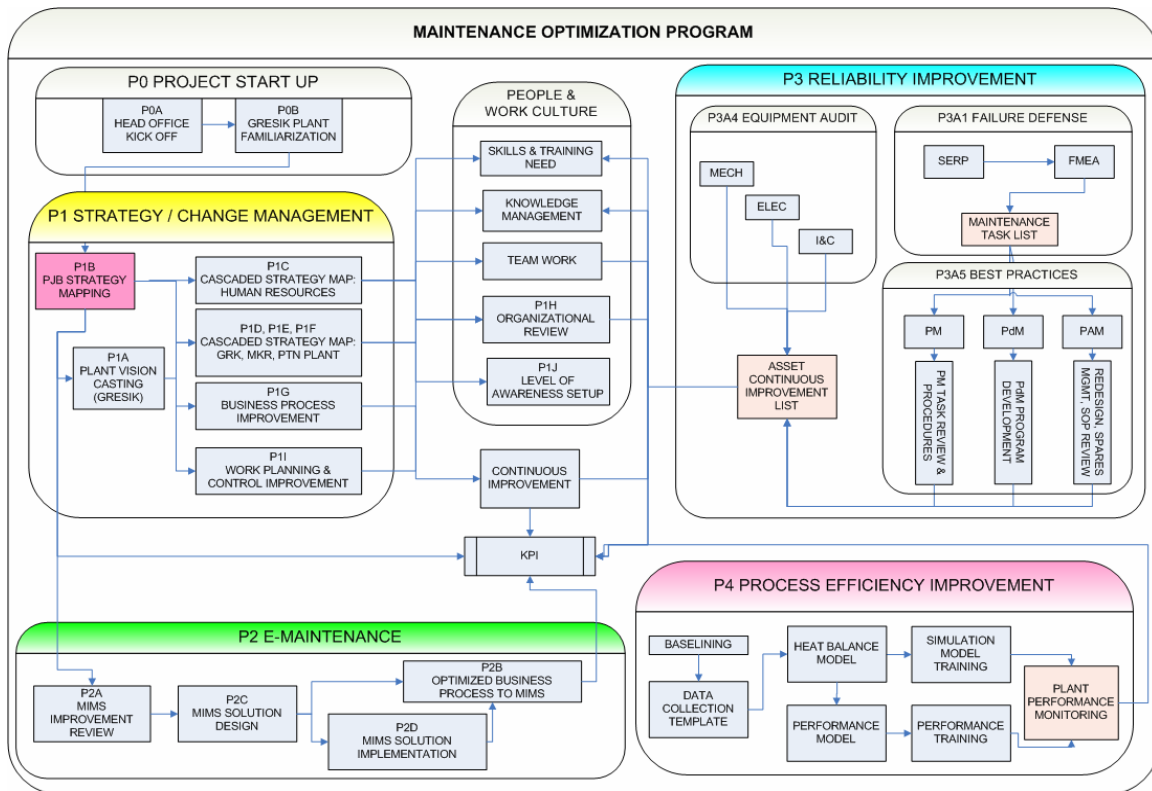 MAINTENANCE OPTIMIZATION PROGRAM
P0 PROJECT START UP
P0A
HEAD OFFICE
KICK OFF
P0B
GRESIK PLANT
FAMILIARIZATION
P1 STRATEGY / CHANGE MANAGEMENT
P1B
PJB STRATEGY
MAPPING
P1A
PLANT VISION
CASTING
(GRESIK)
P1C
CASCADED STRATEGY MAP:
HUMAN RESOURCES
P1D, P1E, P1F
CASCADED STRATEGY MAP:
GRK, MKR, PTN PLANT
P1G
BUSINESS PROCESS
IMPROVEMENT
P1I
WORK PLANNING &
CONTROL IMPROVEMENT
PEOPLE &
WORK CULTURE
SKILLS & TRAINING
NEED
KNOWLEDGE
MANAGEMENT
TEAM WORK
P1H
ORGANIZATIONAL
REVIEW
P1J
LEVEL OF
AWARENESS SETUP
CONTINUOUS
IMPROVEMENT
KPI
P3 RELIABILITY IMPROVEMENT
P3A4 EQUIPMENT AUDIT
MECH
ELEC
I&C
ASSET
CONTINUOUS
IMPROVEMENT
LIST
P3A1 FAILURE DEFENSE
SERP
FMEA
MAINTENANCE
TASK LIST
P3A5 BEST PRACTICES
PM
PdM
PAM
PM TASK REVIEW &
PROCEDURES
PdM PROGRAM
DEVELOPMENT
REDESIGN, SPARES
MGMT, SOP REVIEW
P2 E-MAINTENANCE
P2A
MIMS
IMPROVEMENT
REVIEW
P2C
MIMS SOLUTION
DESIGN
P2B
OPTIMIZED BUSINESS
PROCESS TO MIMS
P2D
MIMS SOLUTION
IMPLEMENTATION
P4 PROCESS EFFICIENCY IMPROVEMENT
BASELINING
DATA
COLLECTION
TEMPLATE
HEAT BALANCE
MODEL
PERFORMANCE
MODEL
SIMULATION
MODEL
TRAINING
PERFORMANCE
TRAINING
PLANT
PERFORMANCE
MONITORING